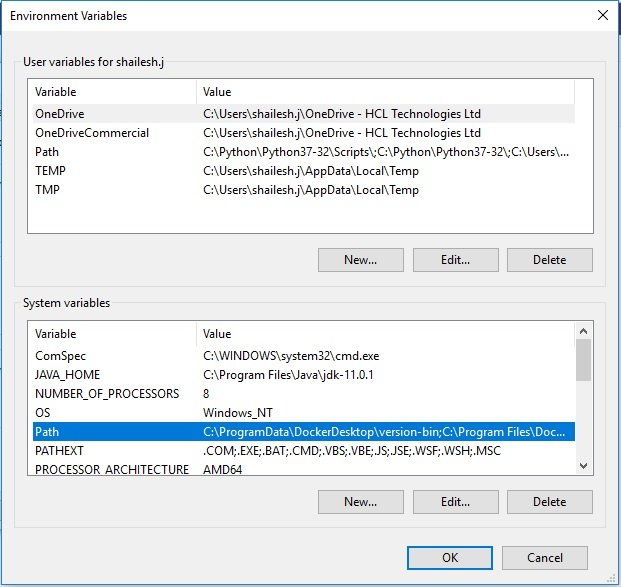 Environment Variables
User variables for shailesh.j
Variable Value
OneDrive C:\Users\shailesh.j\OneDrive - HCL Technologies Ltd
OneDriveCommercial C:\Users\shailesh.j\OneDrive - HCL Technologies Ltd
Path C:\Python\Python37-32\Scripts\;C:\Python\Python37-32\;C:\Users\...
TEMP C:\Users\shailesh.j\AppData\Local\Temp
TMP C:\Users\shailesh.j\AppData\Local\Temp
New... Edit... Delete
System variables
Variable Value
ComSpec C:\WINDOWS\system32\cmd.exe
JAVA_HOME C:\Program Files\Java\jdk-11.0.1
NUMBER_OF_PROCESSORS 8
OS Windows_NT
Path C:\ProgramData\DockerDesktop\version-bin;C:\Program Files\Doc...
PATHEXT .COM;.EXE;.BAT;.CMD;.VBS;.VBE;.JS;.JSE;.WSF;.WSH;.MSC
PROCESSOR_ARCHITECTURE AMD64
New... Edit... Delete
OK Cancel